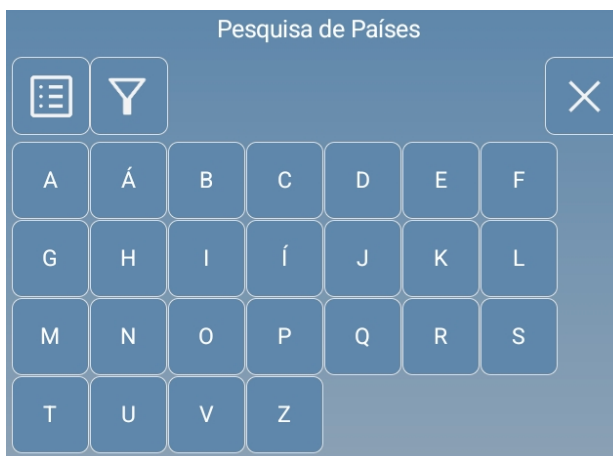 Pesquisa de Países
A Á B C D E F
G H I Í J K L
M N O P Q R S
T U V Z